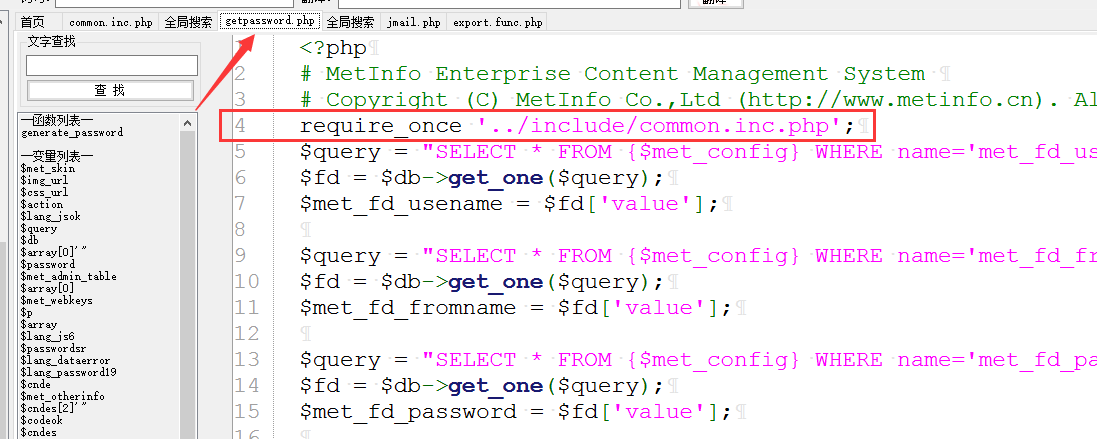 首页 common.inc.php 全局搜索 getpassword.php 全局搜索 jmail.php export.func.php
文字查找
查 找
—函数列表—
generate_password
—变量列表—
$met_skin
$img_url
$css_url
$action
$lang_jsok
$query
$db
$array[0]'"
$password
$met_admin_table
$array[0]
$met_webkeys
$p
$array
$lang_js6
$passwordsr
$lang_dataerror
$lang_password19
$cnde
$met_otherinfo
$cndes[2]'"
$codeok
$cndes
1 <?php
2 # MetInfo Enterprise Content Management System
3 # Copyright (C) MetInfo Co.,Ltd (http://www.metinfo.cn). Al
4 require_once '../include/common.inc.php';
5 $query = "SELECT * FROM {$met_config} WHERE name='met_fd_us
6 $fd = $db->get_one($query);
7 $met_fd_usename = $fd['value'];
8
9 $query = "SELECT * FROM {$met_config} WHERE name='met_fd_fr
10 $fd = $db->get_one($query);
11 $met_fd_fromname = $fd['value'];
12
13 $query = "SELECT * FROM {$met_config} WHERE name='met_fd_pa
14 $fd = $db->get_one($query);
15 $met_fd_password = $fd['value'];
16